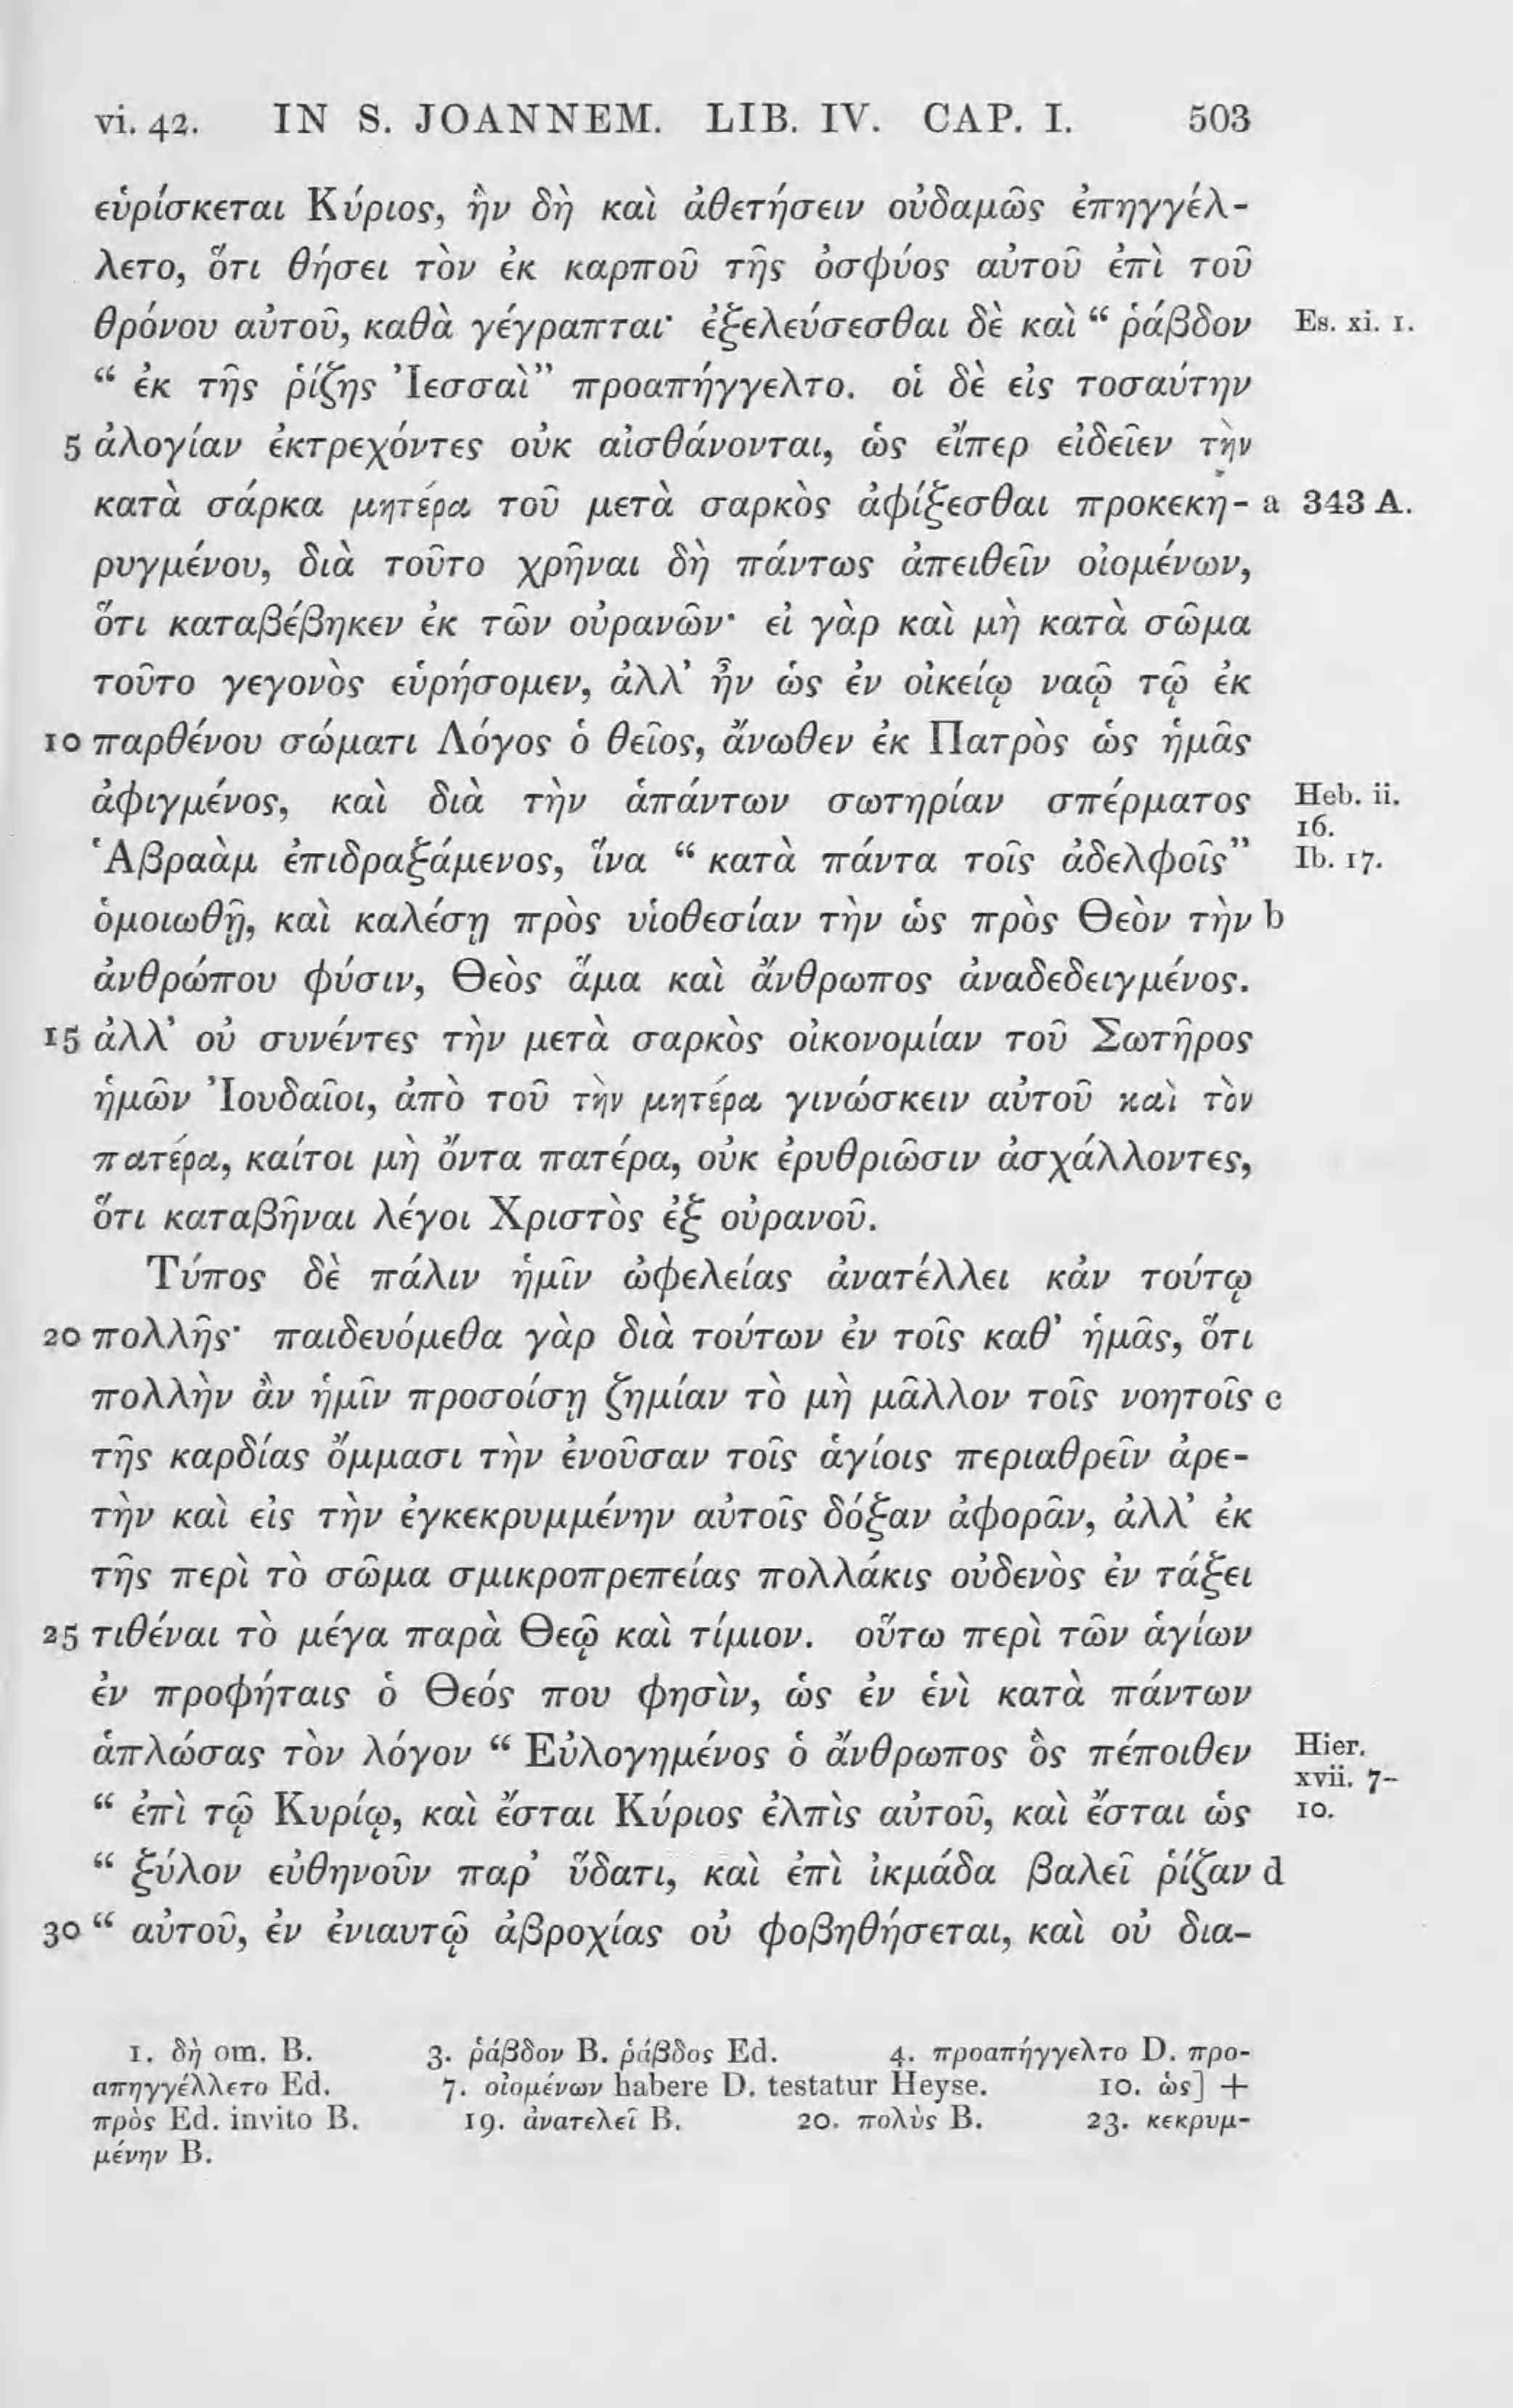 vi. 42. IN S. JOANNEM. LIB. IV. CAP. I. 503
εὑρίσκεται Κύριος, ἣν δὴ καὶ ἀθετήσειν οὐδαμῶς ἐπηγγέλ-
λετο, ὅτι θήσει τὸν ἐκ καρποῦ τῆς ὀσφύος αὐτοῦ ἐπὶ τοῦ
θρόνου αὐτοῦ, καθὰ γέγραπται· ἐξελεύσεσθαι δὲ καὶ “ ῥάβδον Es. xi. 1.
“ ἐκ τῆς ῥίζης Ἰεσσαὶ” προαπήγγελτο. οἱ δὲ εἰς τοσαύτην
5 ἀλογίαν ἐκτρεχόντες οὐκ αἰσθάνονται, ὡς εἴπερ εἰδεῖεν τὴν
κατὰ σάρκα μητέρα τοῦ μετὰ σαρκὸς ἀφίξεσθαι προκεκη- a 343 A.
ρυγμένου, διὰ τοῦτο χρῆναι δὴ πάντως ἀπειθεῖν οἰομένων,
ὅτι καταβέβηκεν ἐκ τῶν οὐρανῶν· εἰ γὰρ καὶ μὴ κατὰ σῶμα
τοῦτο γεγονὸς εὑρήσομεν, ἀλλ’ ἦν ὡς ἐν οἰκείῳ ναῷ τῷ ἐκ
10 παρθένου σώματι Λόγος ὁ θεῖος, ἄνωθεν ἐκ Πατρὸς ὡς ἡμᾶς
ἀφιγμένος, καὶ διὰ τὴν ἁπάντων σωτηρίαν σπέρματος Heb. ii. 16.
Ἁβραὰμ ἐπιδραξάμενος, ἵνα “ κατὰ πάντα τοῖς ἀδελφοῖς” Ib. 17.
ὁμοιωθῇ, καὶ καλέσῃ πρὸς υἱοθεσίαν τὴν ὡς πρὸς Θεὸν τὴν b
ἀνθρώπου φύσιν, Θεὸς ἅμα καὶ ἄνθρωπος ἀναδεδειγμένος.
15 ἀλλ’ οὐ συνέντες τὴν μετὰ σαρκὸς οἰκονομίαν τοῦ Σωτῆρος
ἡμῶν Ἰουδαῖοι, ἀπὸ τοῦ τὴν μητέρα γινώσκειν αὐτοῦ καὶ τὸν
πατέρα, καίτοι μὴ ὄντα πατέρα, οὐκ ἐρυθριῶσιν ἀσχάλλοντες,
ὅτι καταβῆναι λέγοι Χριστὸς ἐξ οὐρανοῦ.
Τύπος δὲ πάλιν ἡμῖν ὠφελείας ἀνατέλλει κἀν τούτῳ
20 πολλῆς· παιδευόμεθα γὰρ διὰ τούτων ἐν τοῖς καθ’ ἡμᾶς, ὅτι
πολλὴν ἂν ἡμῖν προσοίσῃ ζημίαν τὸ μὴ μᾶλλον τοῖς νοητοῖς c
τῆς καρδίας ὄμμασι τὴν ἐνοῦσαν τοῖς ἁγίοις περιαθρεῖν ἀρε-
τὴν καὶ εἰς τὴν ἐγκεκρυμμένην αὐτοῖς δόξαν ἀφορᾶν, ἀλλ’ ἐκ
τῆς περὶ τὸ σῶμα σμικροπρεπείας πολλάκις οὐδενὸς ἐν τάξει
25 τιθέναι τὸ μέγα παρὰ Θεῷ καὶ τίμιον. οὕτω περὶ τῶν ἁγίων
ἐν προφήταις ὁ Θεός που φησὶν, ὡς ἐν ἑνὶ κατὰ πάντων
ἁπλώσας τὸν λόγον “ Εὐλογημένος ὁ ἄνθρωπος ὃς πέποιθεν Hier. xvii. 7-
“ ἐπὶ τῷ Κυρίῳ, καὶ ἔσται Κύριος ἐλπὶς αὐτοῦ, καὶ ἔσται ὡς 10.
“ ξύλον εὐθηνοῦν παρ’ ὕδατι, καὶ ἐπὶ ἰκμάδα βαλεῖ ῥίζαν d
30 “ αὐτοῦ, ἐν ἐνιαυτῷ ἀβροχίας οὐ φοβηθήσεται, καὶ οὐ δια-
1. δὴ om. B. 3. ῥάβδον B. ῥάβδος Ed. 4. προαπήγγελτο D. προ-
απηγγέλλετο Ed. 7. οἰομένων habere D. testatur Heyse. 10. ὡς] +
πρὸς Ed. invito B. 19. ἀνατελεῖ B. 20. πολὺς B. 23. κεκρυμ-
μένην B.